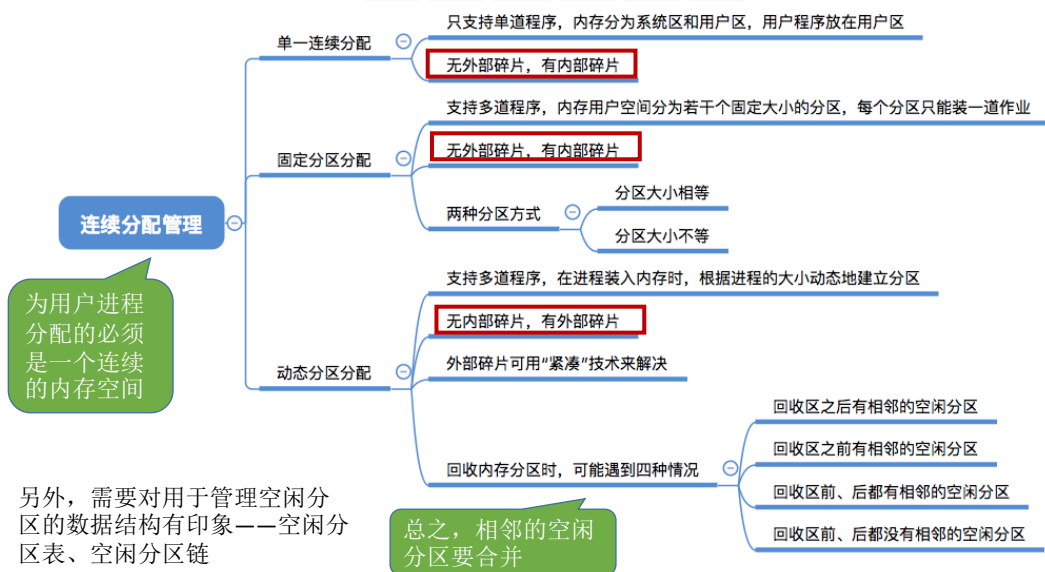 只支持单道程序，内存分为系统区和用户区，用户程序放在用户区
单一连续分配
无外部碎片，有内部碎片
支持多道程序，内存用户空间分为若干个固定大小的分区，每个分区只能装一道作业
无外部碎片，有内部碎片
固定分区分配
分区大小相等
两种分区方式
分区大小不等
连续分配管理
为用户进程
分配的必须
是一个连续
的内存空间
支持多道程序，在进程装入内存时，根据进程的大小动态地建立分区
无内部碎片，有外部碎片
动态分区分配
外部碎片可用“紧凑”技术来解决
回收区之后有相邻的空闲分区
回收区之前有相邻的空闲分区
回收内存分区时，可能遇到四种情况
回收区前、后都有相邻的空闲分区
回收区前、后都没有相邻的空闲分区
另外，需要对用于管理空闲分
区的数据结构有印象——空闲分
区表、空闲分区链
总之，相邻的空闲
分区要合并